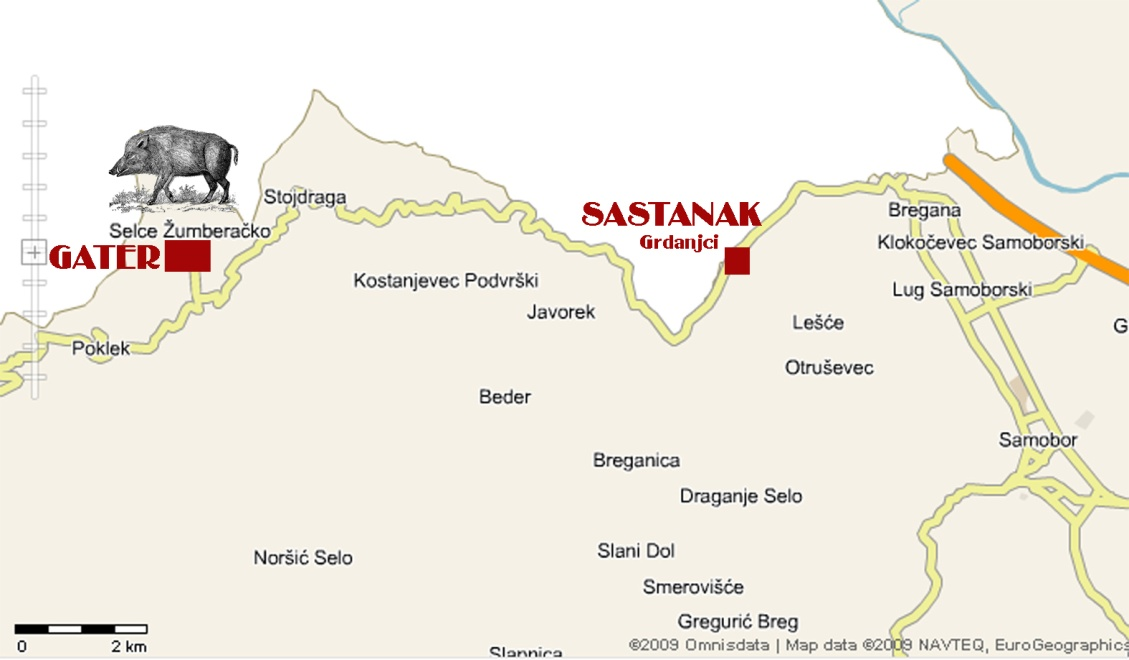 Stojdraga
SASTANAK
Grdanjci
Bregana
Selce Žumberačko
GATER
Klokočevec Samoborski
Kostanjevec Podvrški
Lug Samoborski
Javorek
Lešće
G
Poklek
Otruševec
Beder
Samobor
Breganica
Draganje Selo
Noršić Selo
Slani Dol
Smerovišće
Gregurić Breg
0 2 km
©2009 Omnisdata | Map data ©2009 NAVTEQ, EuroGeographics
Slapnica